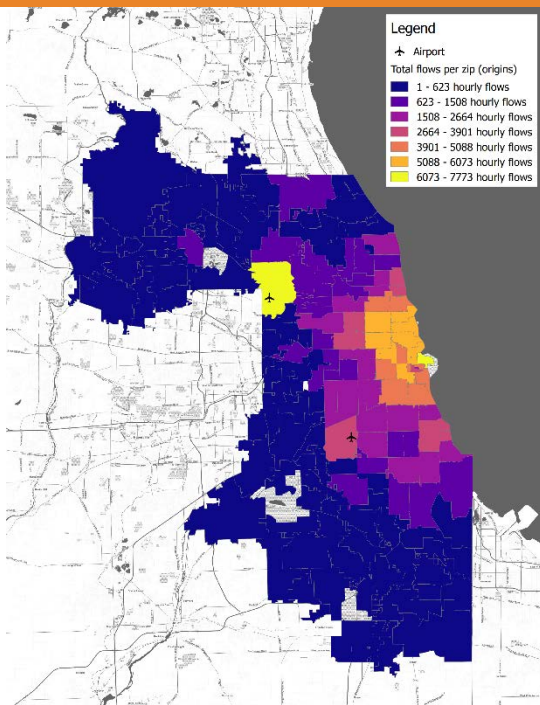 Legend
Airport
Total flows per zip (origins)
1 - 623 hourly flows
623 - 1508 hourly flows
1508 - 2664 hourly flows
2664 - 3901 hourly flows
3901 - 5088 hourly flows
5088 - 6073 hourly flows
6073 - 7773 hourly flows